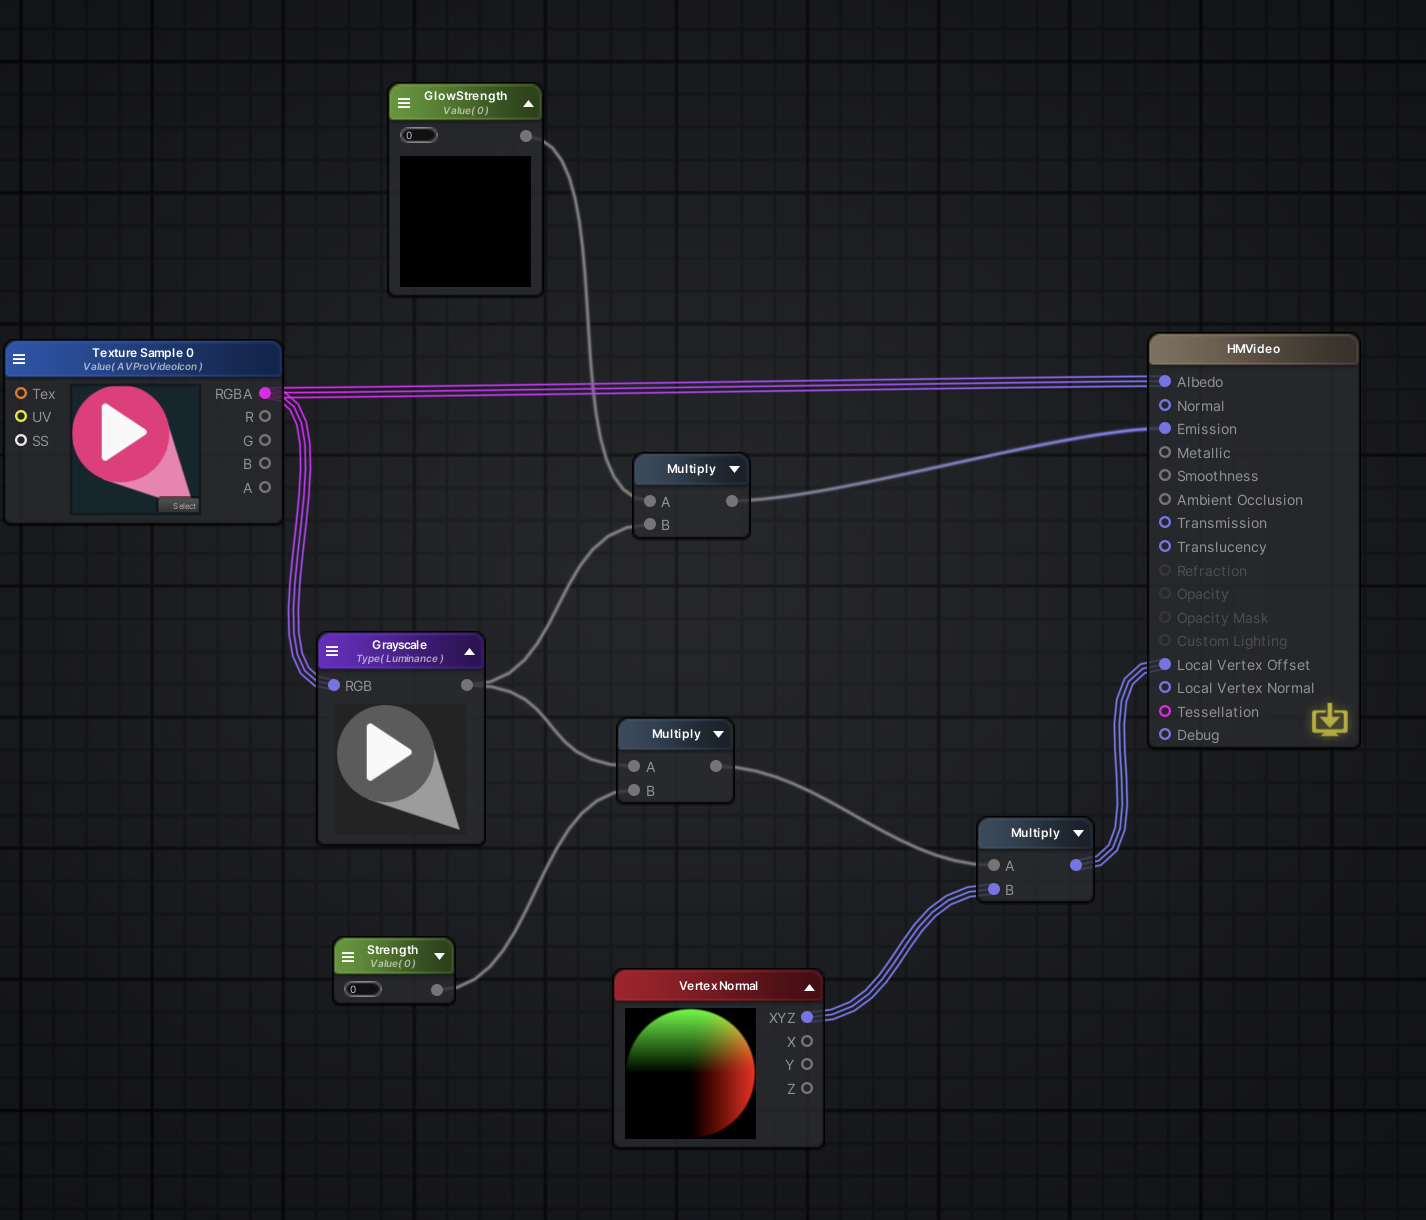 GlowStrength
Value( 0 )
0
Texture Sample 0
Value( AVProVideoIcon )
Tex
UV
SS
Select
RGBA
R
G
B
A
Multiply
A
B
HMVideo
Albedo
Normal
Emission
Metallic
Smoothness
Ambient Occlusion
Transmission
Translucency
Refraction
Opacity
Opacity Mask
Custom Lighting
Local Vertex Offset
Local Vertex Normal
Tessellation
Debug
Grayscale
Type( Luminance )
RGB
Multiply
A
B
Multiply
A
B
Strength
Value( 0 )
0
Vertex Normal
XYZ
X
Y
Z